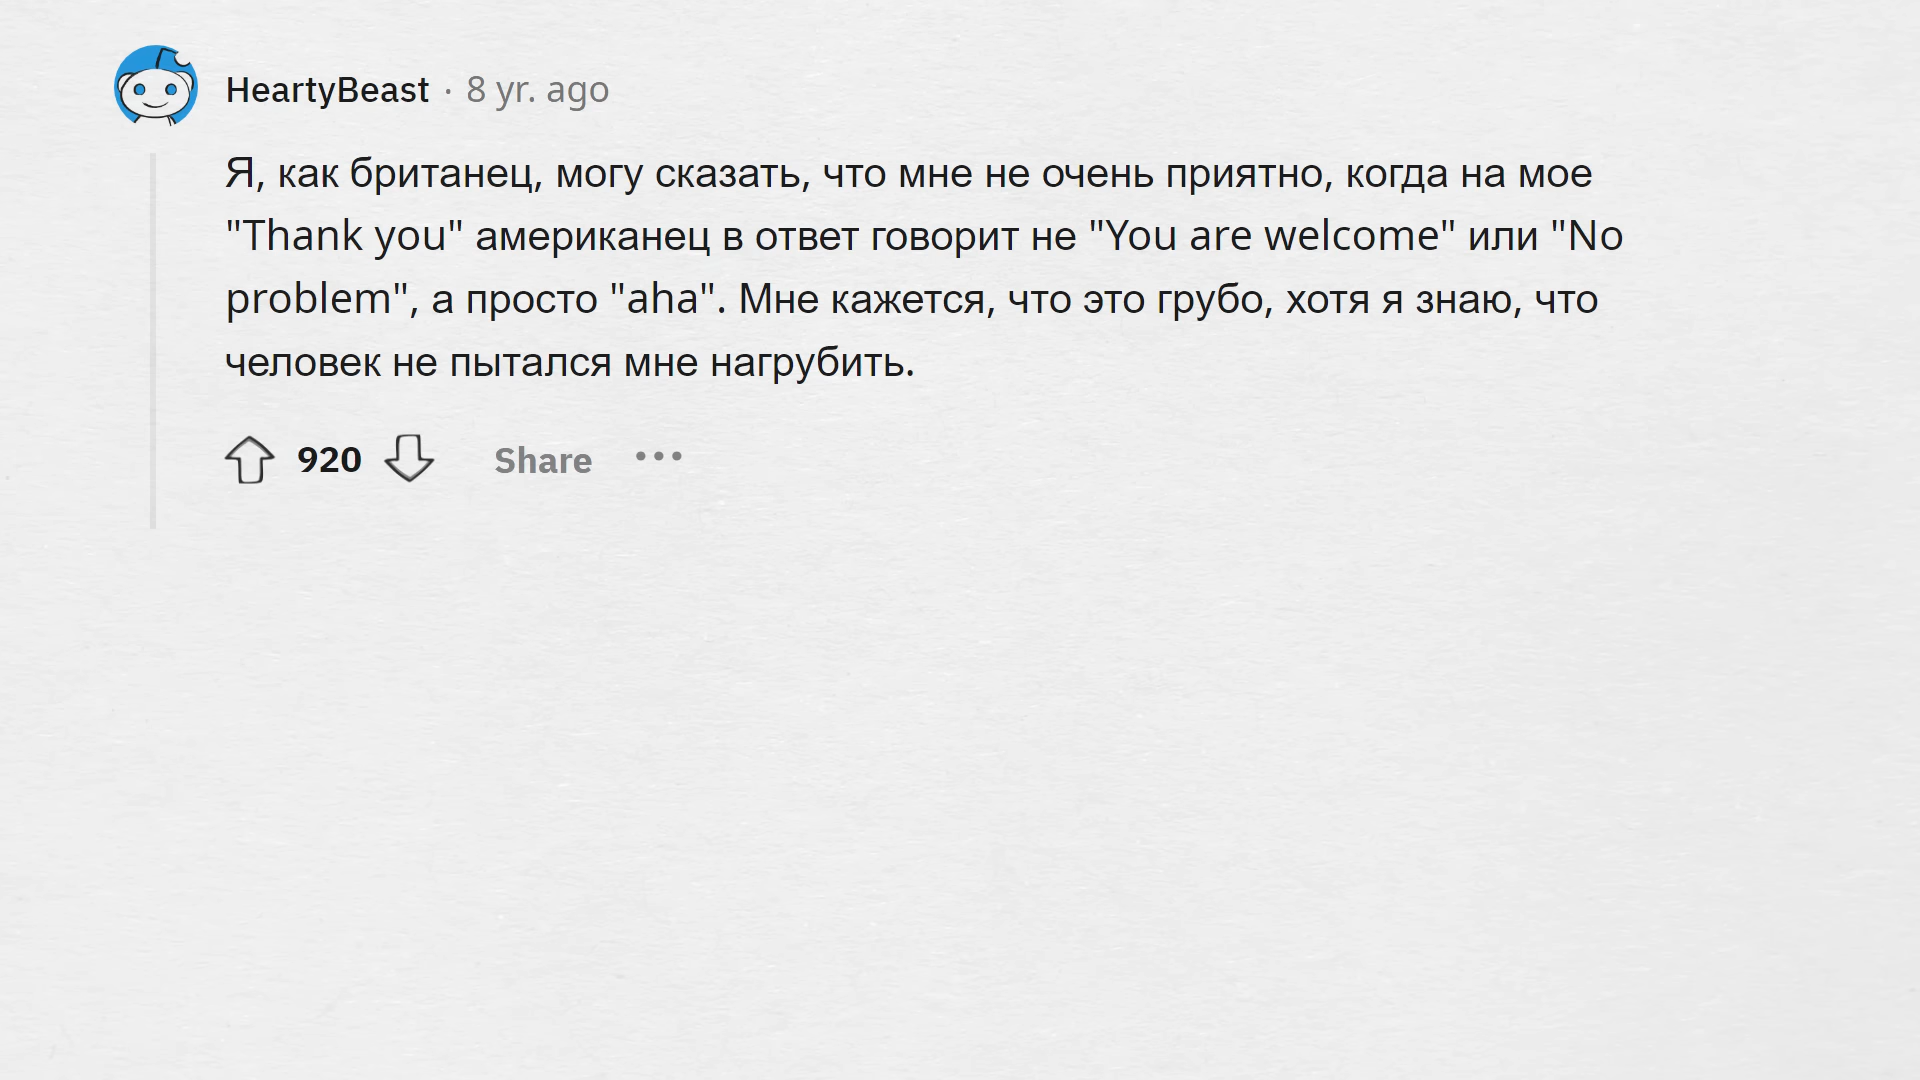 HeartyBeast · 8 yr. ago
Я, как британец, могу сказать, что мне не очень приятно, когда на мое
"Thank you" американец в ответ говорит не "You are welcome" или "No
problem", а просто "aha". Мне кажется, что это грубо, хотя я знаю, что
человек не пытался мне нагрубить.
920 Share ···